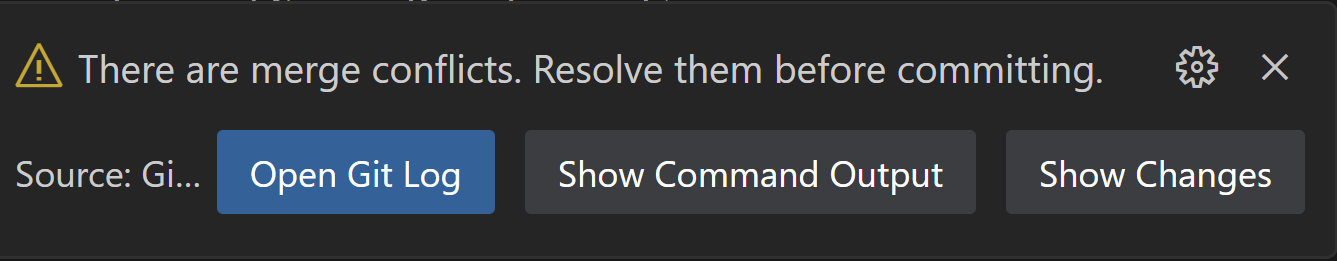 There are merge conflicts. Resolve them before committing.
Source: Gi... Open Git Log Show Command Output Show Changes